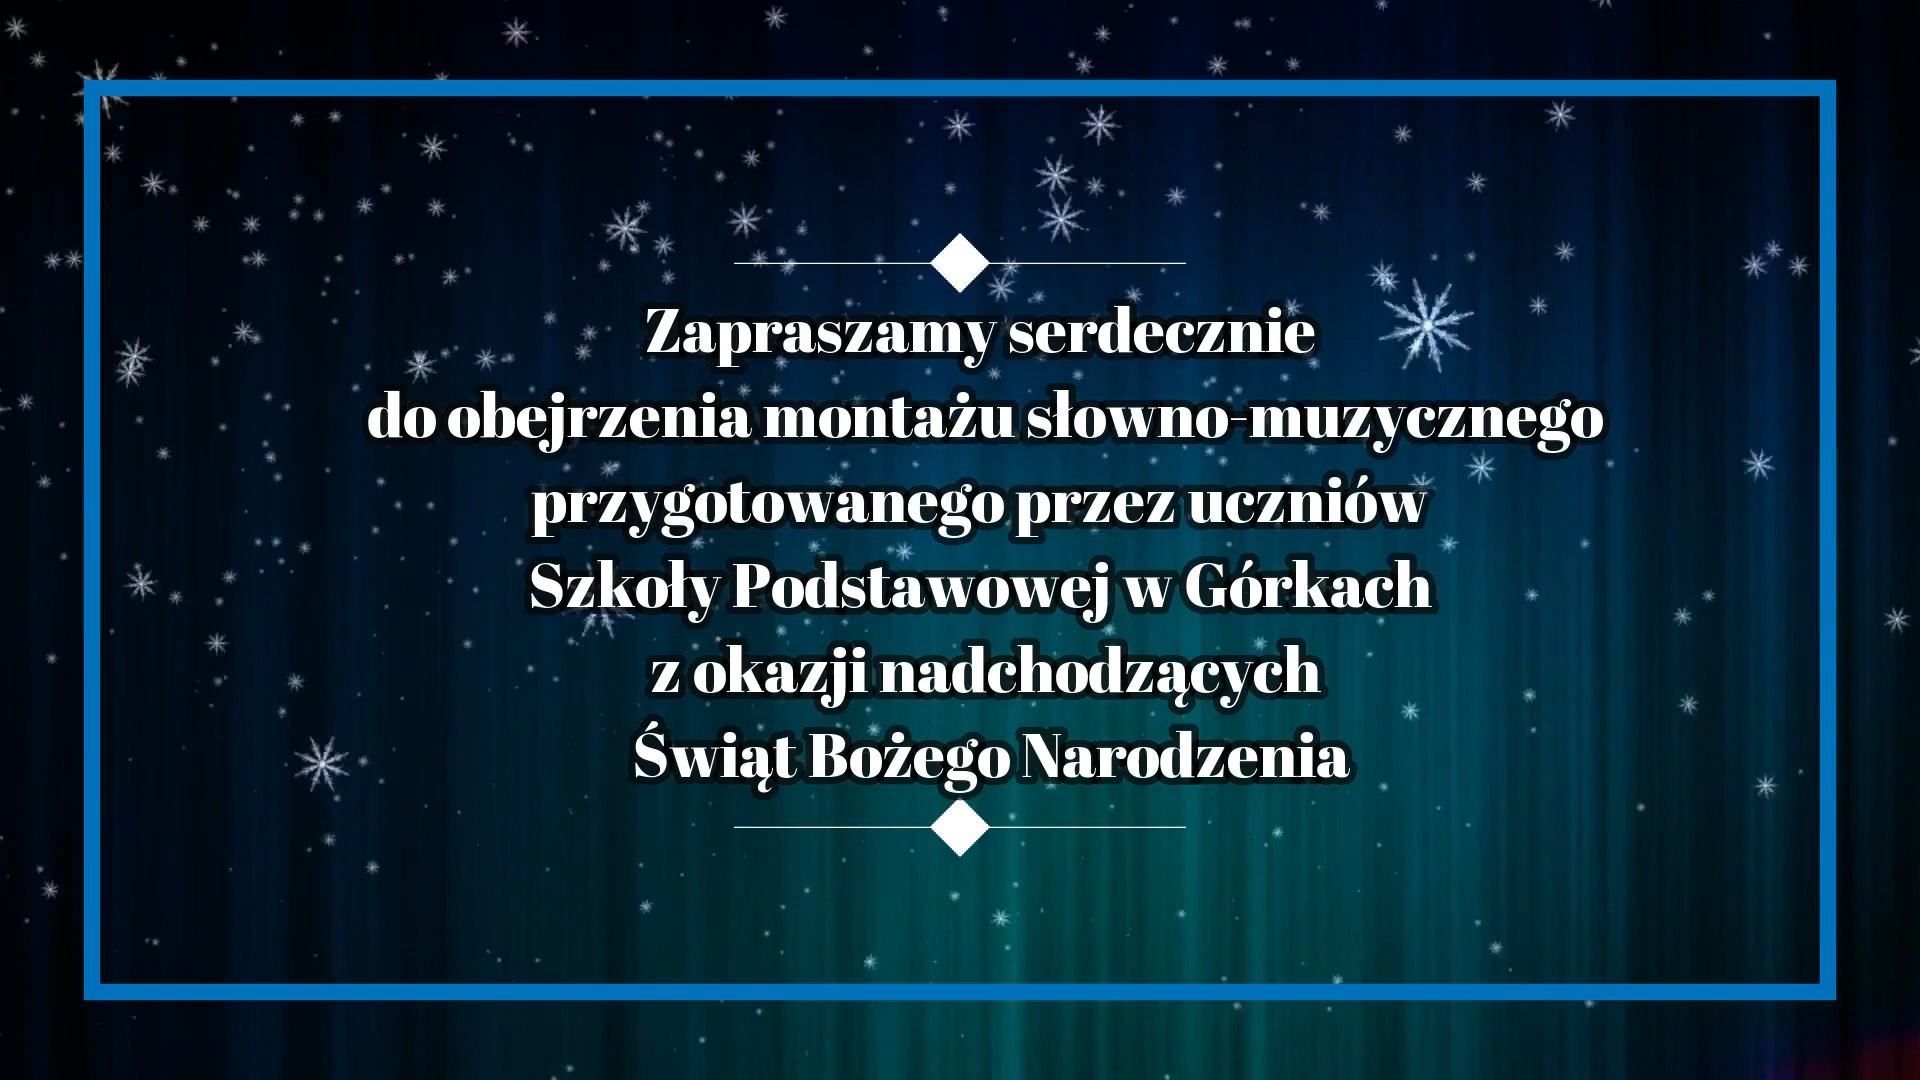 Zapraszamy serdecznie
do obejrzenia montażu słowno-muzycznego
przygotowanego przez uczniów
Szkoły Podstawowej w Górkach
z okazji nadchodzących
Świąt Bożego Narodzenia